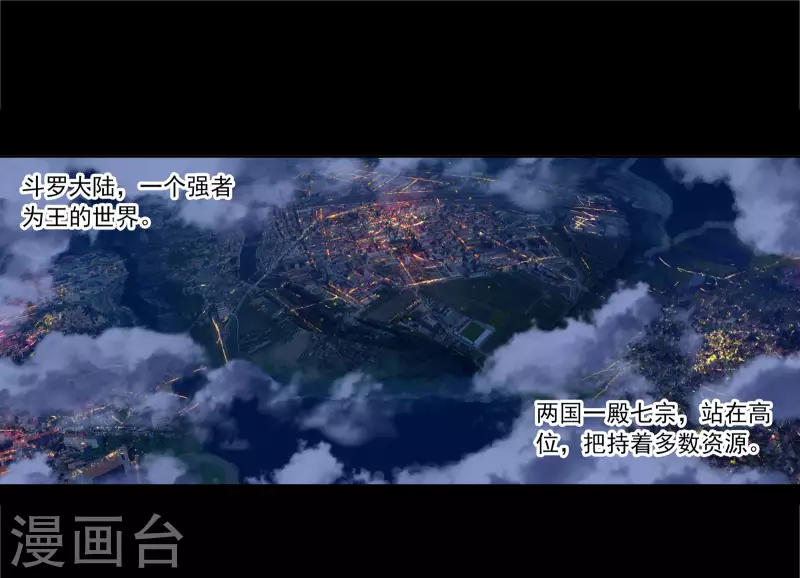 斗罗大陆，一个强者
为王的世界。
两国一殿七宗，站在高
位，把持着多数资源。
漫画台